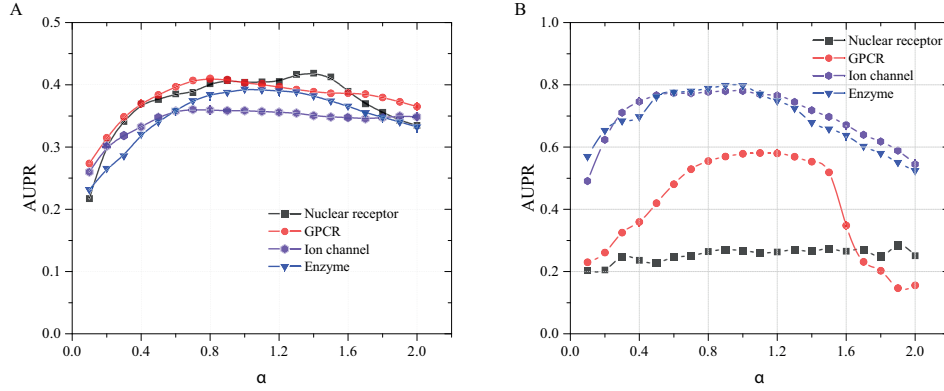 A
B
0.5
0.4
0.3
0.2
0.1
0.0
AUPR
0.0 0.4 0.8 1.2 1.6 2.0
α
Nuclear receptor
GPCR
Ion channel
Enzyme
1.0
0.8
0.6
0.4
0.2
0.0
AUPR
0.0 0.4 0.8 1.2 1.6 2.0
α
Nuclear receptor
GPCR
Ion channel
Enzyme